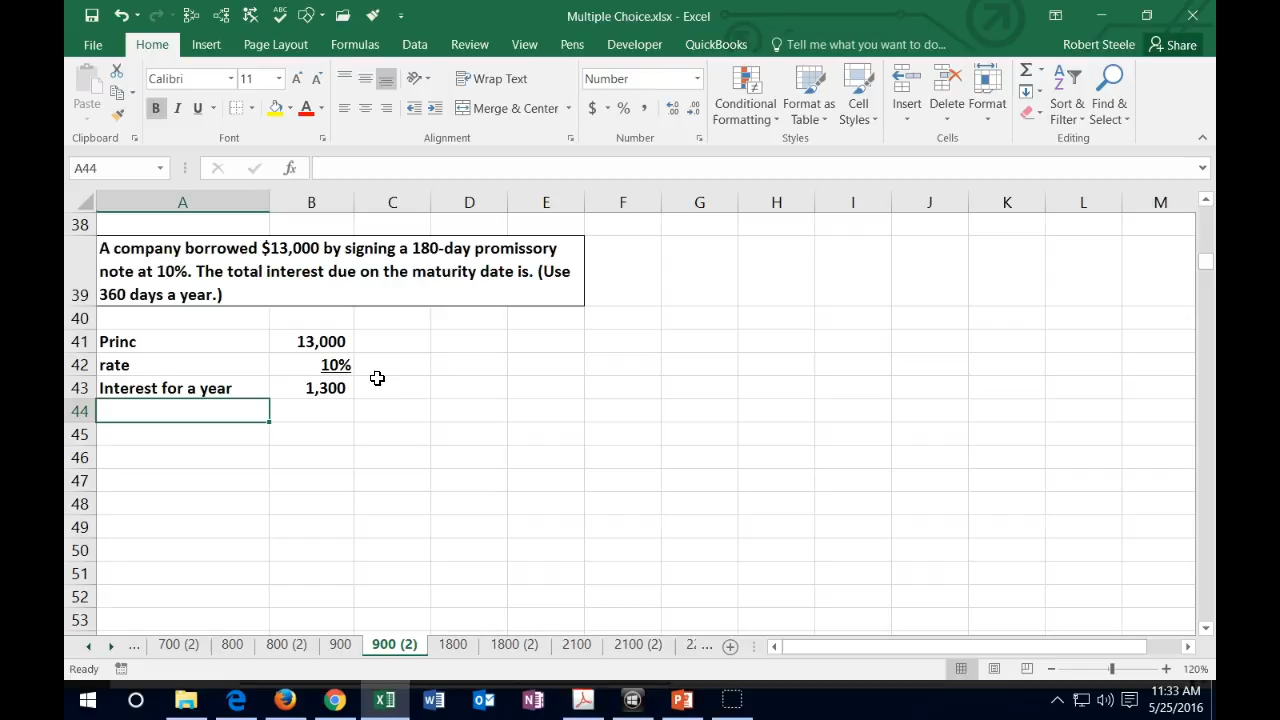 Multiple Choice.xlsx - Excel
File Home Insert Page Layout Formulas Data Review View Pens Developer QuickBooks Tell me what you want to do... Robert Steele Share
Paste
Calibri 11
B I U
Wrap Text
Merge & Center
Number
$ % ,
Conditional Formatting
Format as Table
Cell Styles
Insert Delete Format
Sort & Filter
Find & Select
Clipboard Font Alignment Number Styles Cells Editing
A44 fx
A B C D E F G H I J K L M
38
39 A company borrowed $13,000 by signing a 180-day promissory
note at 10%. The total interest due on the maturity date is. (Use
360 days a year.)
40
41 Princ 13,000
42 rate 10%
43 Interest for a year 1,300
44
45
46
47
48
49
50
51
52
53
... 700 (2) 800 800 (2) 900 900 (2) 1800 1800 (2) 2100 2100 (2) 2: ...
Ready 120%
11:33 AM
5/25/2016